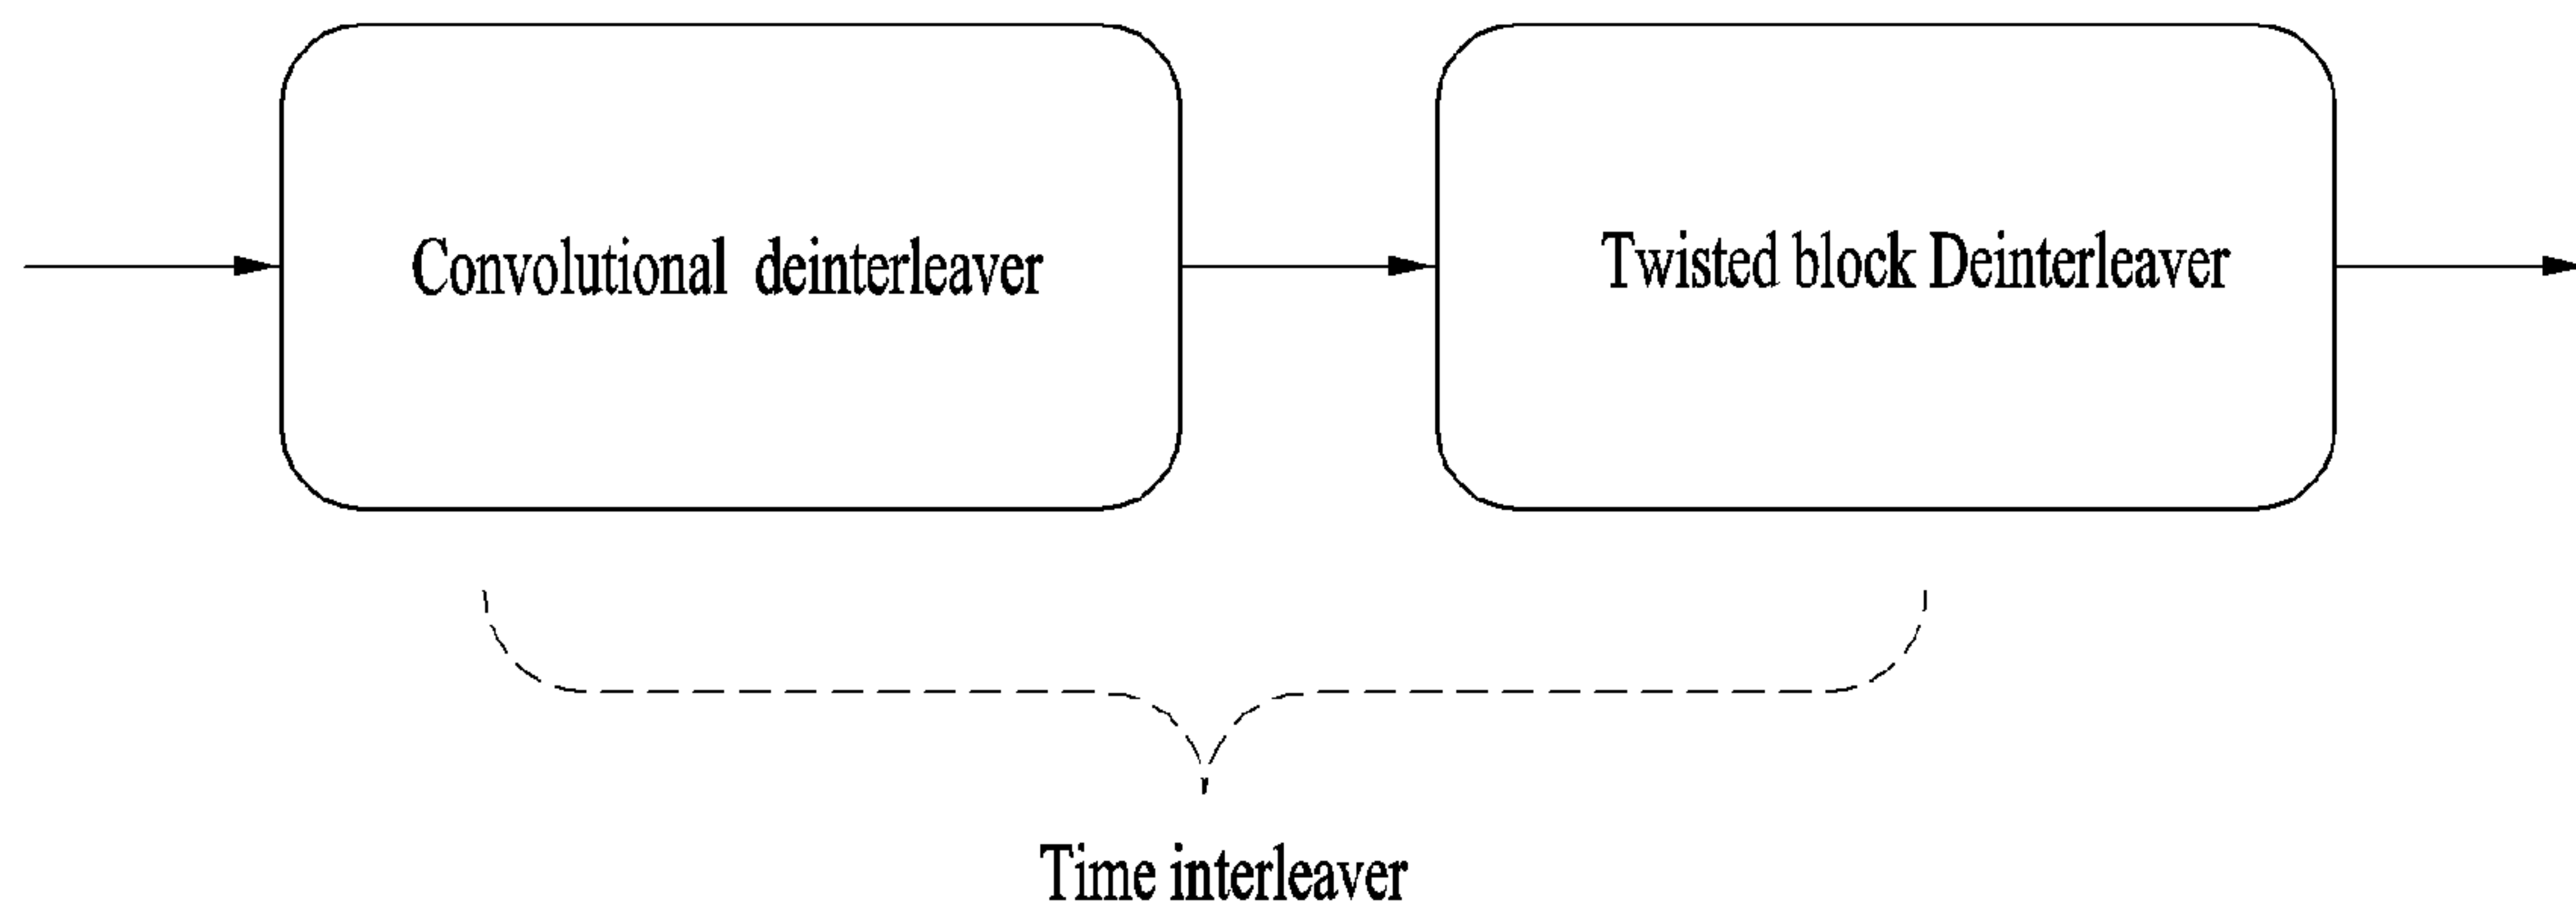 Convolutional deinterleaver
Twisted block Deinterleaver
Time interleaver